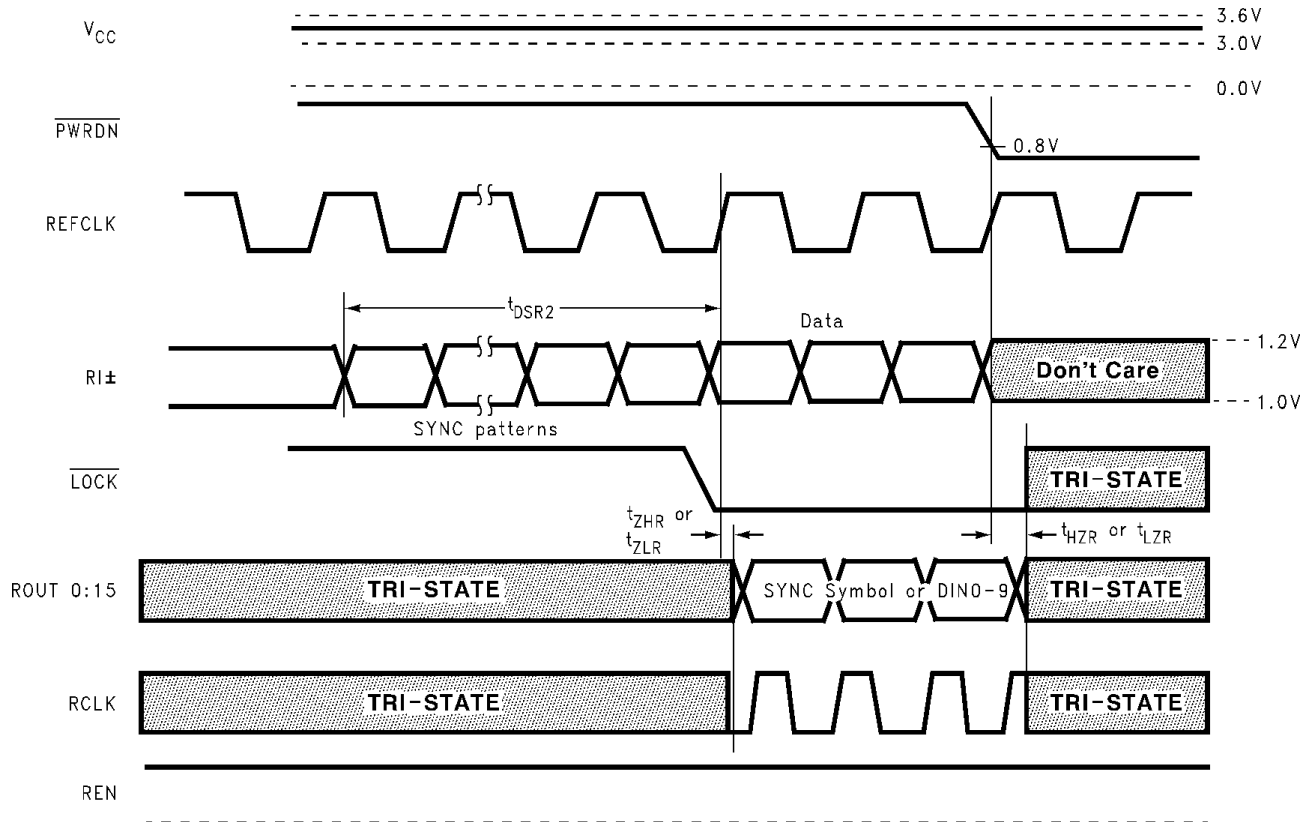 3.6V
VCC
3.0V
0.0V
PWRDN
0.8V
REFCLK
tDSR2
Data
1.2V
RI±
Don't Care
1.0V
SYNC patterns
LOCK
TRI-STATE
tZHR or
tZLR
tHZR or tLZR
ROUT 0:15
TRI-STATE
SYNC Symbol or DIN0-9
TRI-STATE
RCLK
TRI-STATE
TRI-STATE
REN